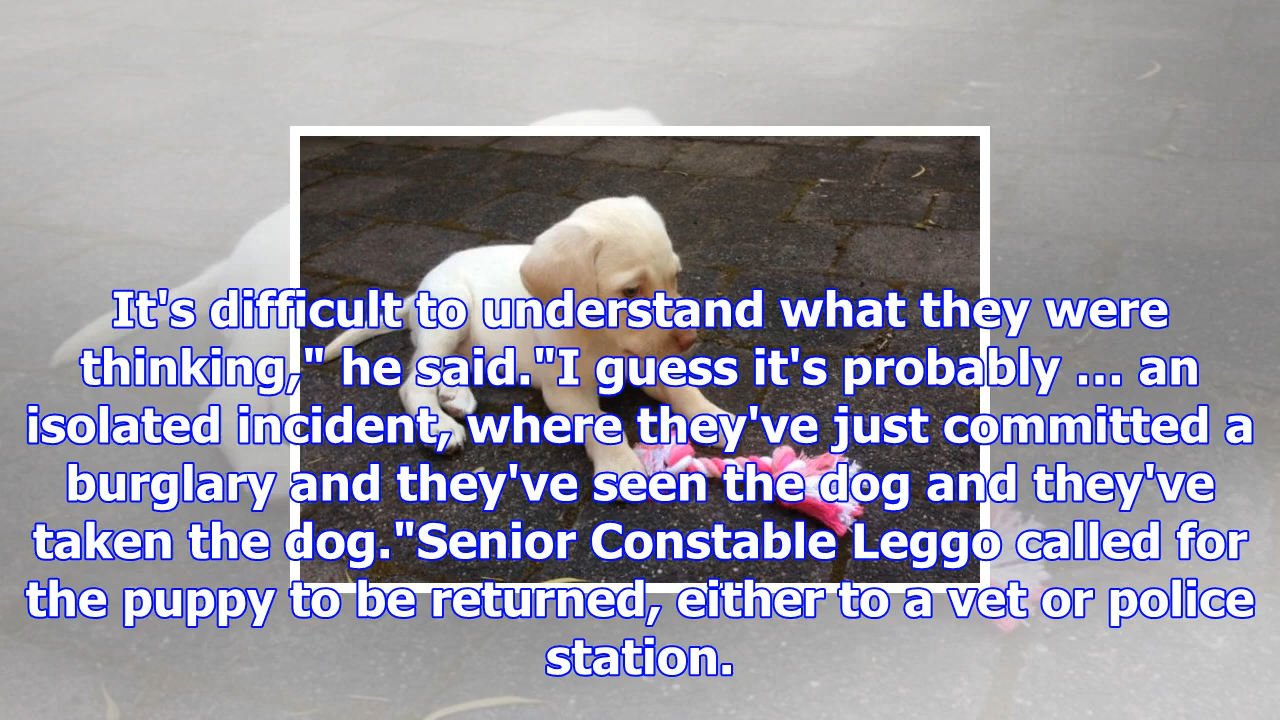 It's difficult to understand what they were
thinking," he said."I guess it's probably ... an
isolated incident, where they've just committed a
burglary and they've seen the dog and they've
taken the dog."Senior Constable Leggo called for
the puppy to be returned, either to a vet or police
station.